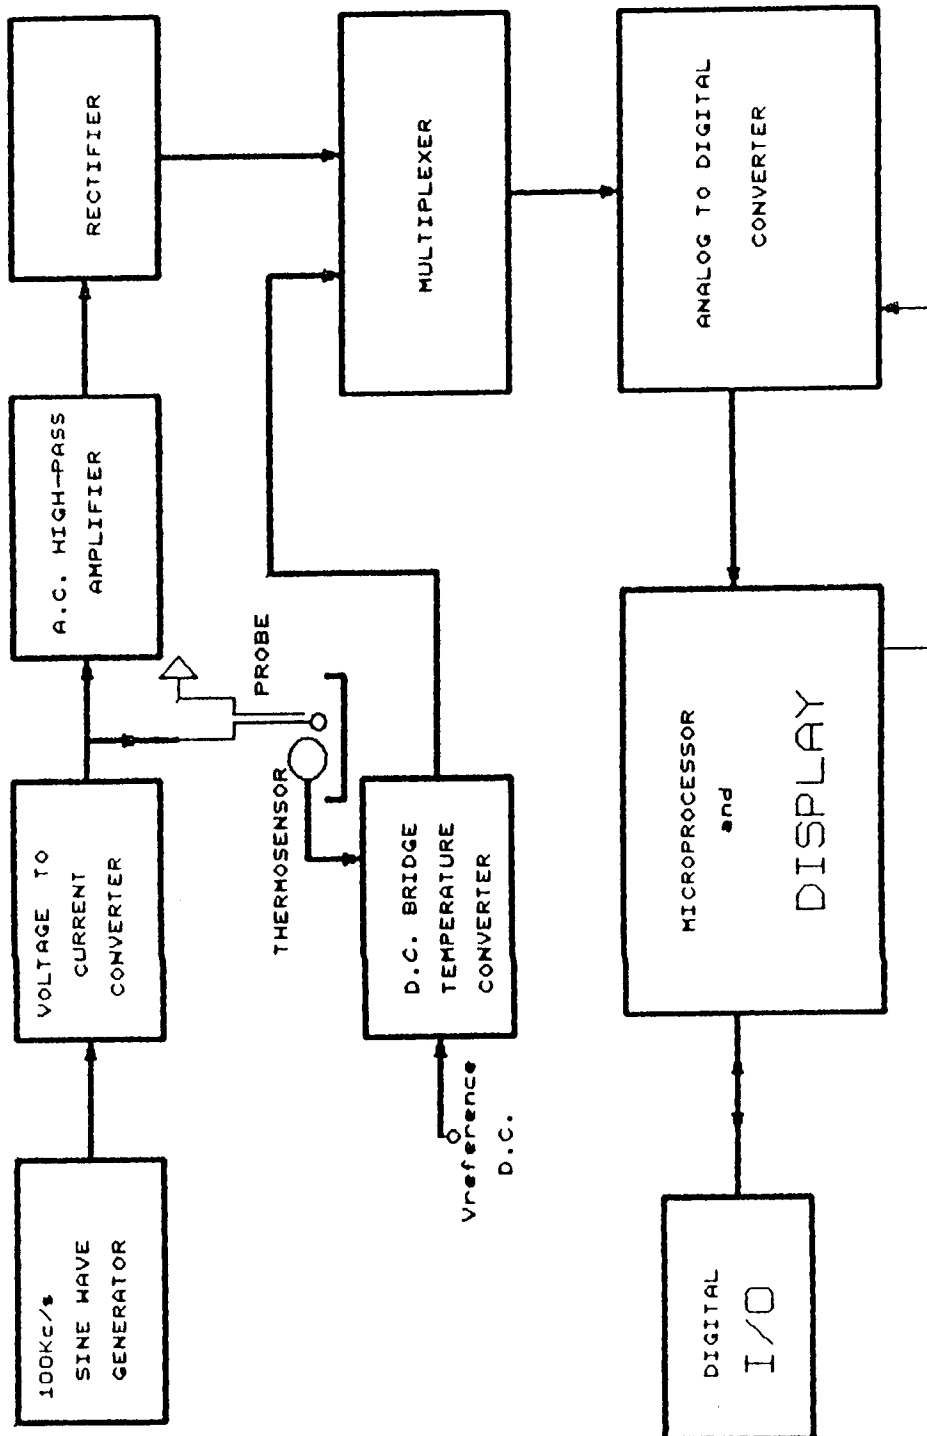 100Kc/s
SINE WAVE
GENERATOR
VOLTAGE TO
CURRENT
CONVERTER
A.C. HIGH-PASS
AMPLIFIER
RECTIFIER
THERMOSENSOR
PROBE
Vreference
D.C.
D.C. BRIDGE
TEMPERATURE
CONVERTER
MULTIPLEXER
DIGITAL
I/O
MICROPROCESSOR
and
DISPLAY
ANALOG TO DIGITAL
CONVERTER